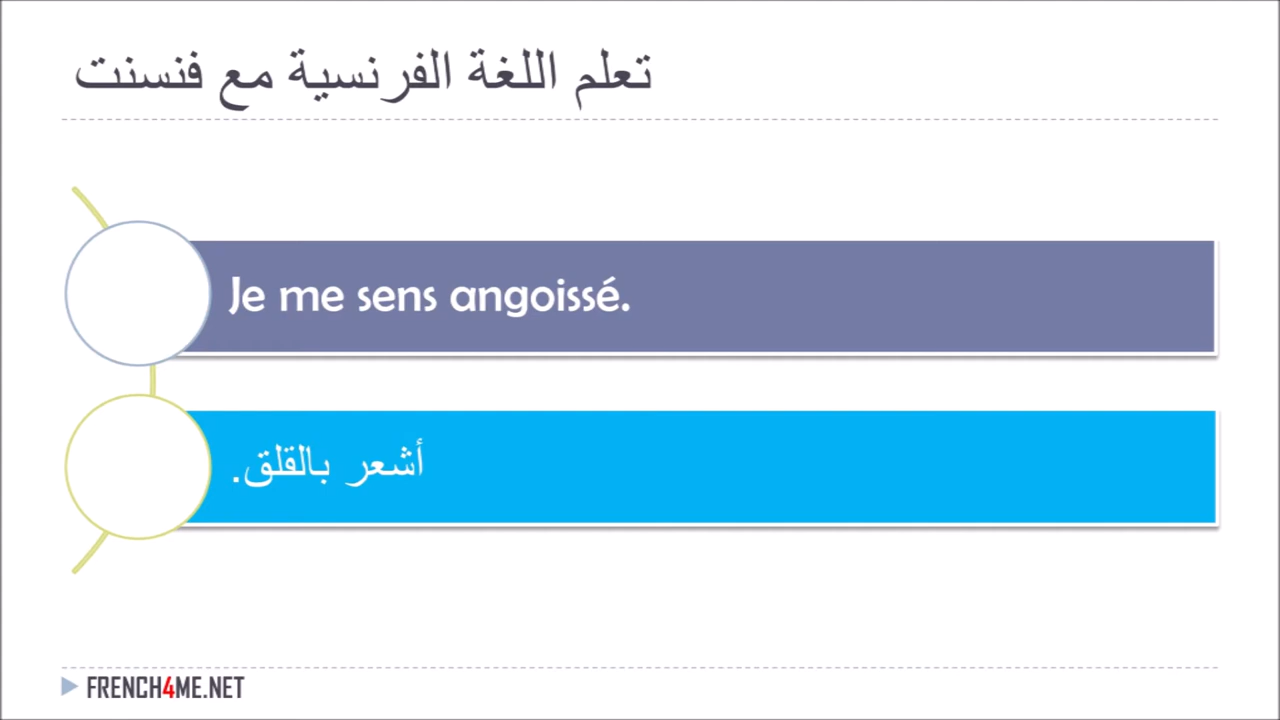 تعلم اللغة الفرنسية مع فنسنت
Je me sens angoissé.
أشعر بالقلق.
FRENCH4ME.NET